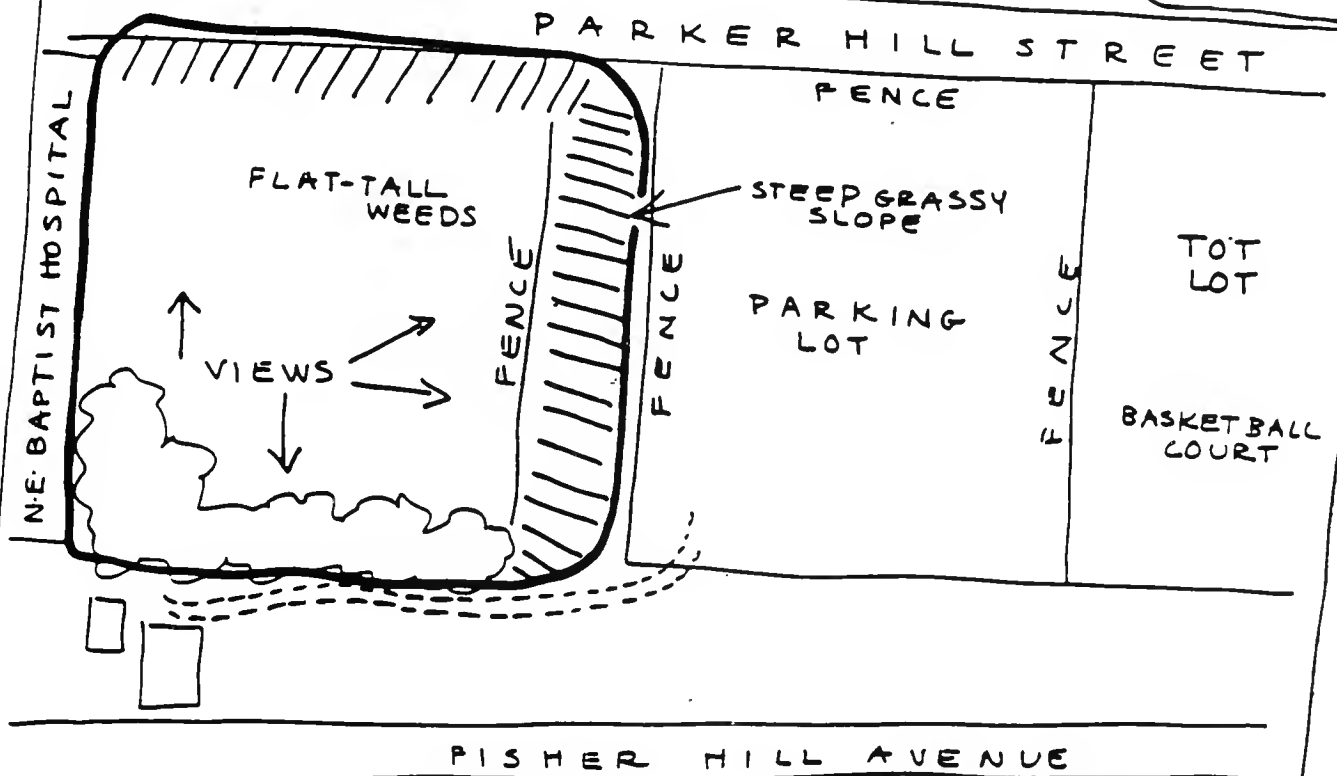 PARKER HILL STREET
FENCE
N.E. BAPTIST HOSPITAL
FLAT-TALL
WEEDS
STEEP GRASSY
SLOPE
TOT
LOT
FENCE
FENCE
FENCE
PARKING
LOT
VIEWS
BASKETBALL
COURT
FISHER HILL AVENUE